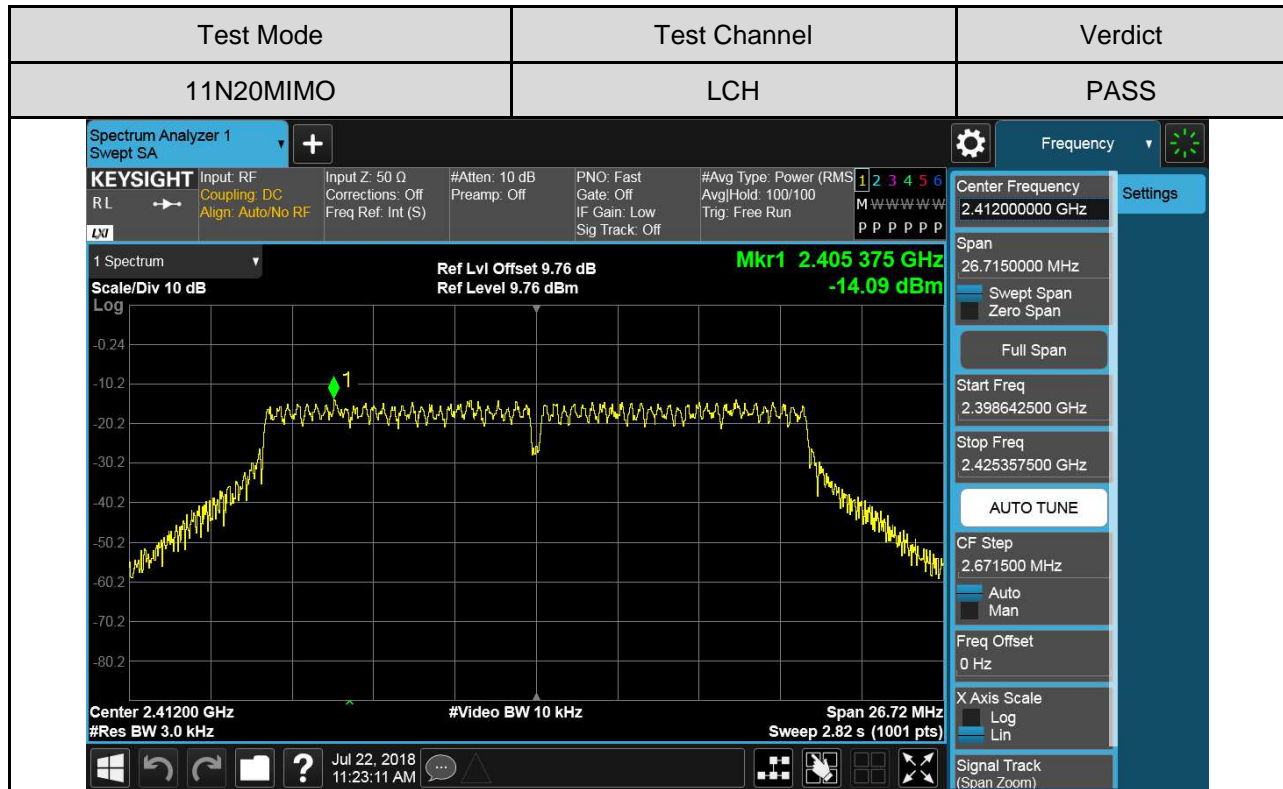 Test Mode Test Channel Verdict
11N20MIMO LCH PASS
Spectrum Analyzer 1
Swept SA
+
Frequency
KEYSIGHT
RL
LXI
Input: RF
Coupling: DC
Align: Auto/No RF
Input Z: 50 Ω
Corrections: Off
Freq Ref: Int (S)
#Atten: 10 dB
Preamp: Off
PNO: Fast
Gate: Off
IF Gain: Low
Sig Track: Off
#Avg Type: Power (RMS
Avg|Hold: 100/100
Trig: Free Run
1 2 3 4 5 6
M W W W W W
P P P P P P
1 Spectrum
Scale/Div 10 dB
Log
Ref Lvl Offset 9.76 dB
Ref Level 9.76 dBm
Mkr1 2.405 375 GHz
-14.09 dBm
1
-0.24
-10.2
-20.2
-30.2
-40.2
-50.2
-60.2
-70.2
-80.2
Center 2.41200 GHz
#Res BW 3.0 kHz
#Video BW 10 kHz
Span 26.72 MHz
Sweep 2.82 s (1001 pts)
?
Jul 22, 2018
11:23:11 AM
Center Frequency
2.412000000 GHz
Settings
Span
26.7150000 MHz
Swept Span
Zero Span
Full Span
Start Freq
2.398642500 GHz
Stop Freq
2.425357500 GHz
AUTO TUNE
CF Step
2.671500 MHz
Auto
Man
Freq Offset
0 Hz
X Axis Scale
Log
Lin
Signal Track
(Span Zoom)